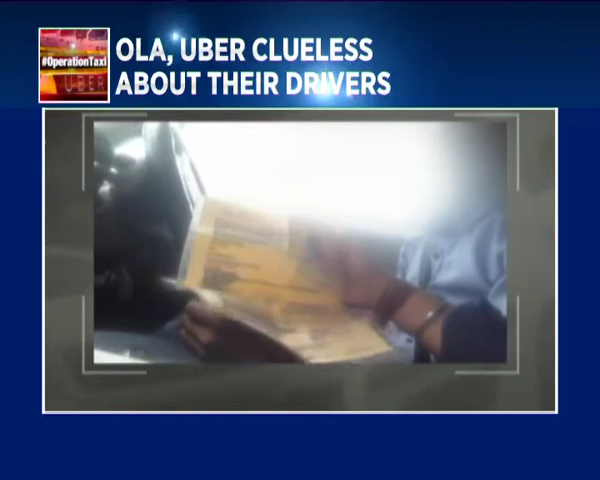 #OperationTaxi
UBER
OLA, UBER CLUELESS
ABOUT THEIR DRIVERS